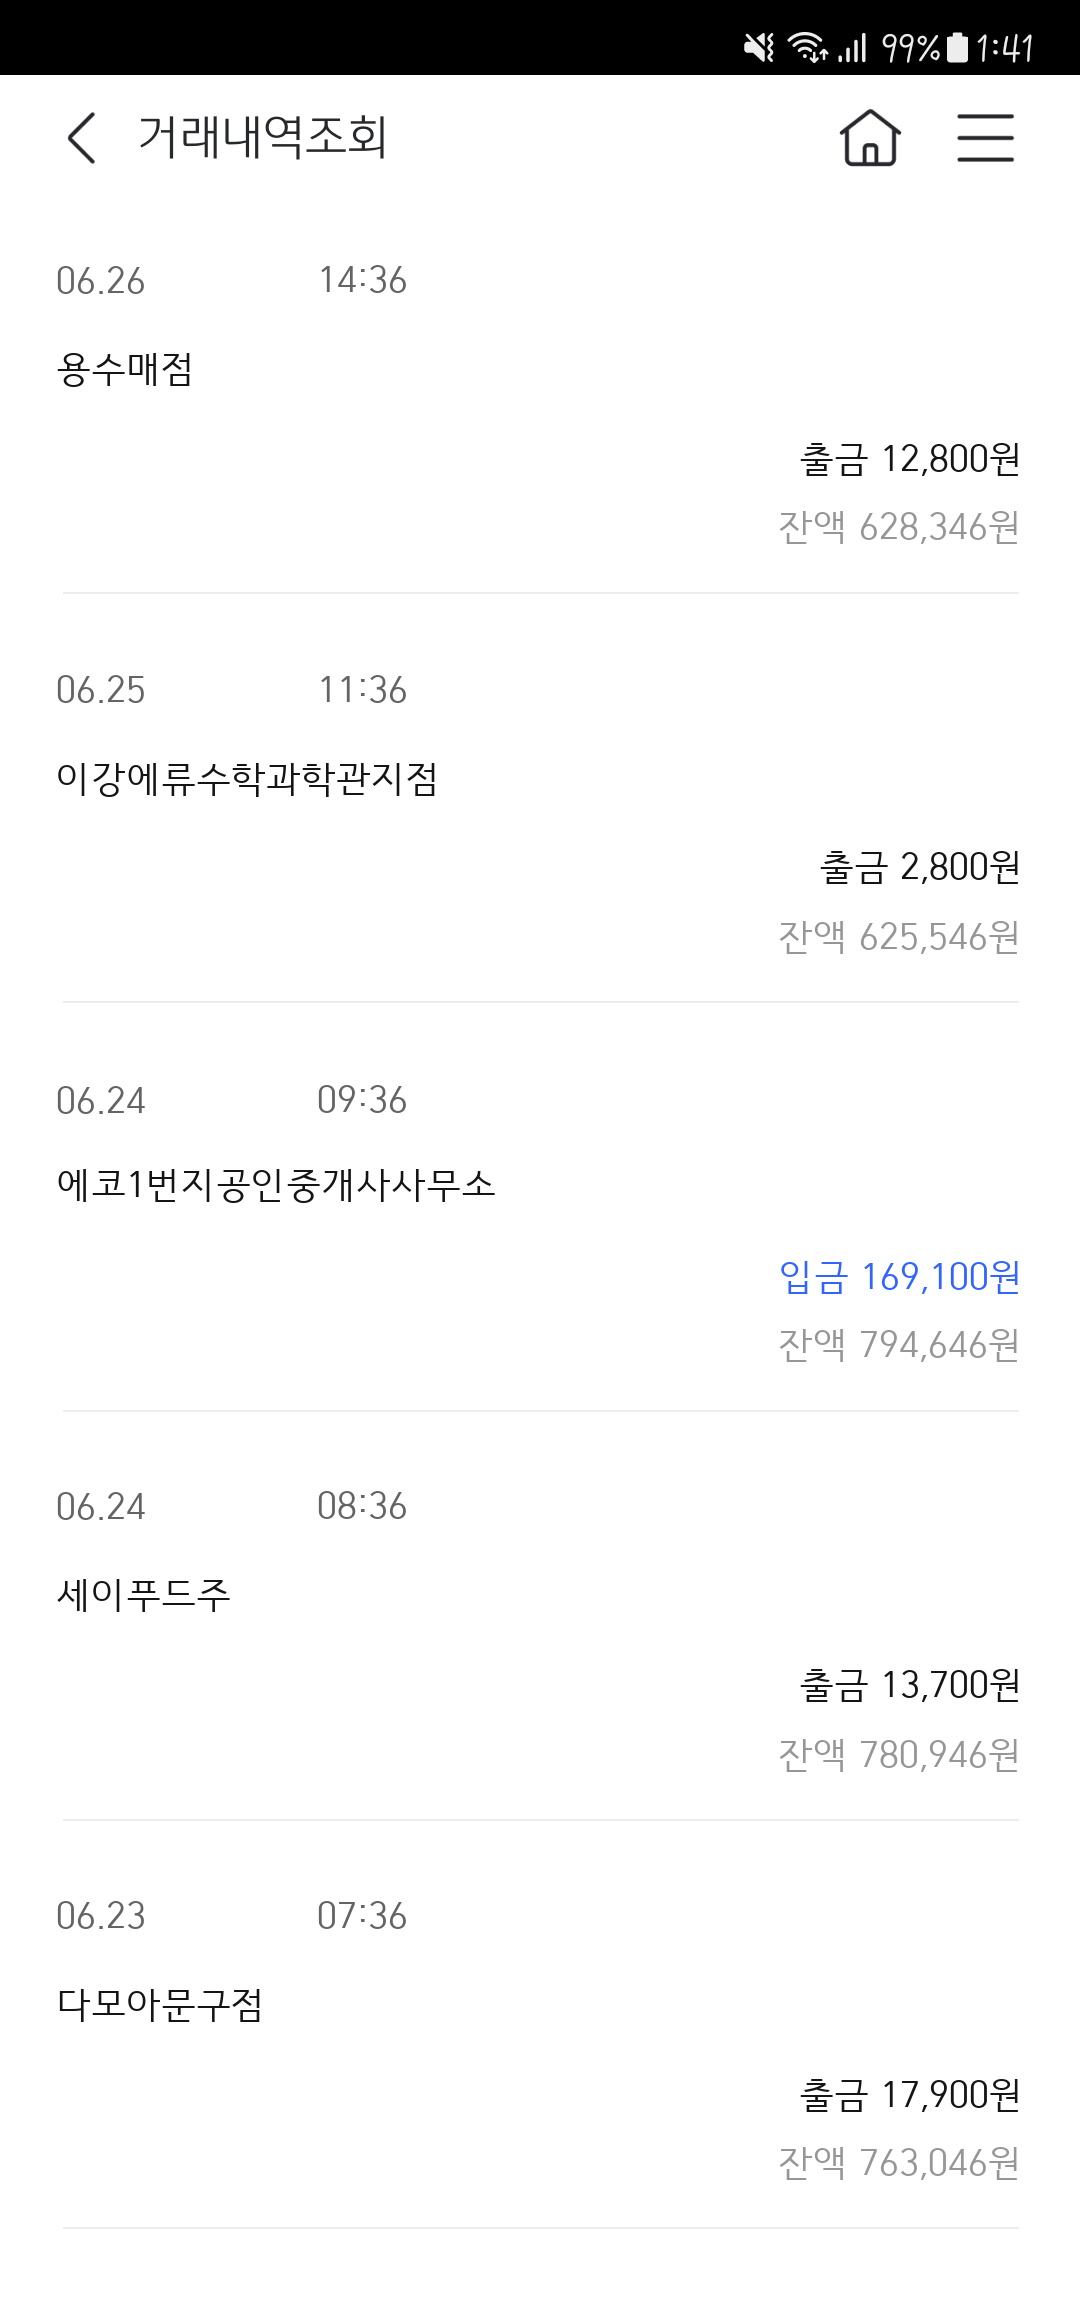 99% 1:41
거래내역조회
06.26 14:36
용수매점
출금 12,800원
잔액 628,346원
06.25 11:36
이강에류수학과학관지점
출금 2,800원
잔액 625,546원
06.24 09:36
에코1번지공인중개사사무소
입금 169,100원
잔액 794,646원
06.24 08:36
세이푸드주
출금 13,700원
잔액 780,946원
06.23 07:36
다모아문구점
출금 17,900원
잔액 763,046원